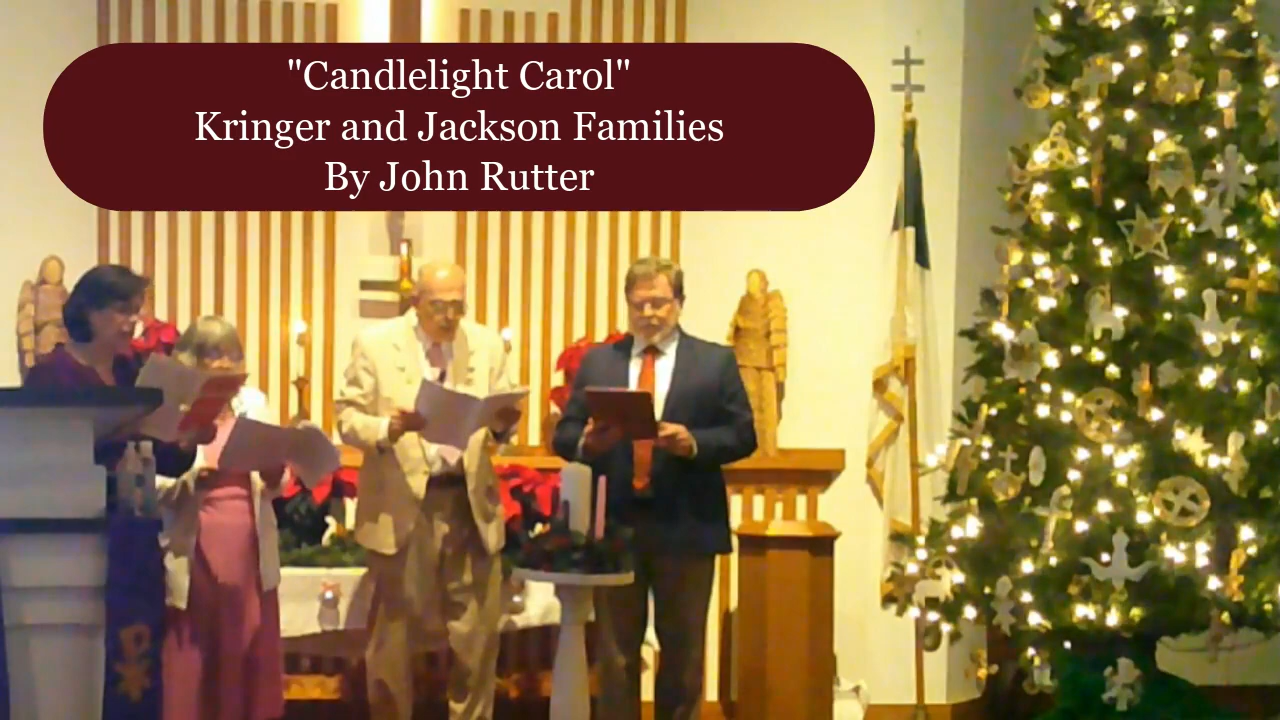 "Candlelight Carol"
Kringer and Jackson Families
By John Rutter